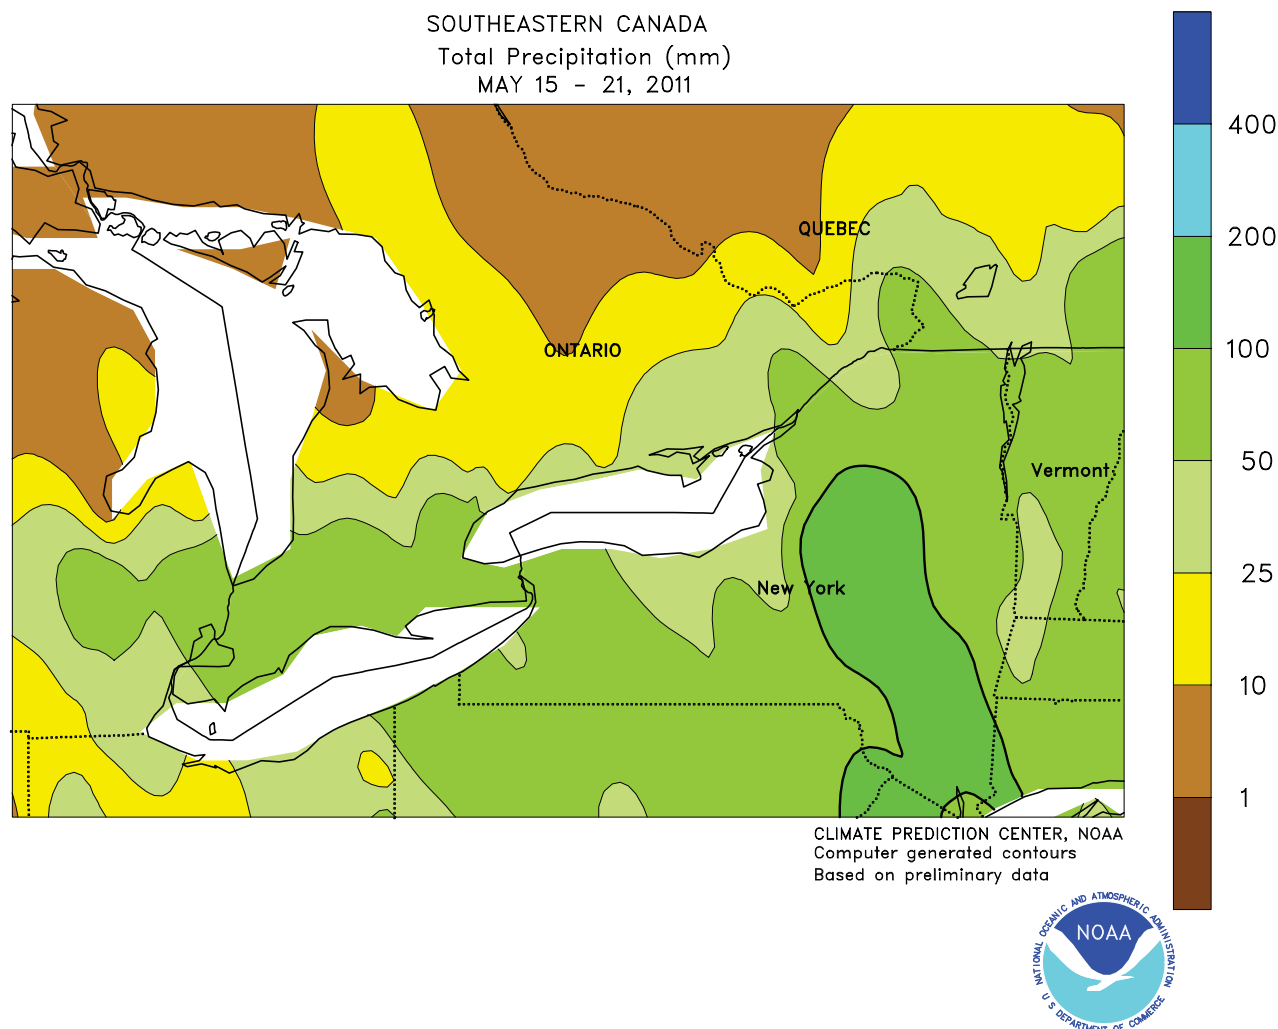 SOUTHEASTERN CANADA
Total Precipitation (mm)
MAY 15 - 21, 2011
400
200
100
50
25
10
1
QUEBEC
ONTARIO
Vermont
New York
CLIMATE PREDICTION CENTER, NOAA
Computer generated contours
Based on preliminary data
NATIONAL OCEANIC AND ATMOSPHERIC ADMINISTRATION
NOAA
U S DEPARTMENT OF COMMERCE